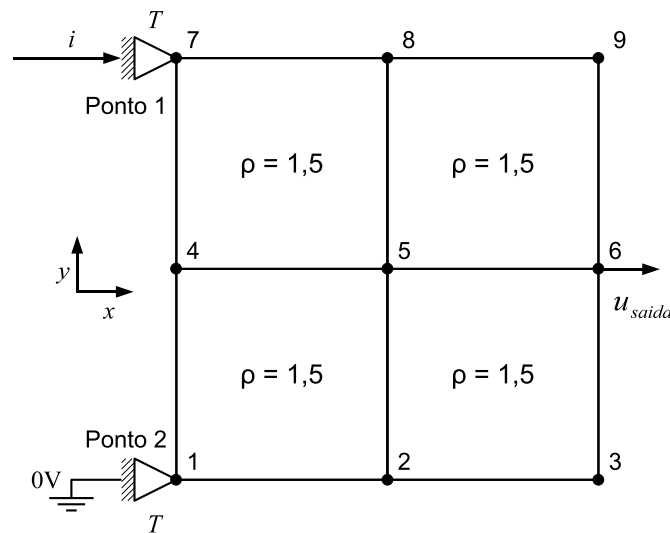 T
i
7
8
9
Ponto 1
ρ = 1,5
ρ = 1,5
4
5
6
y
x
u saida
ρ = 1,5
ρ = 1,5
Ponto 2
0V
1
2
3
T